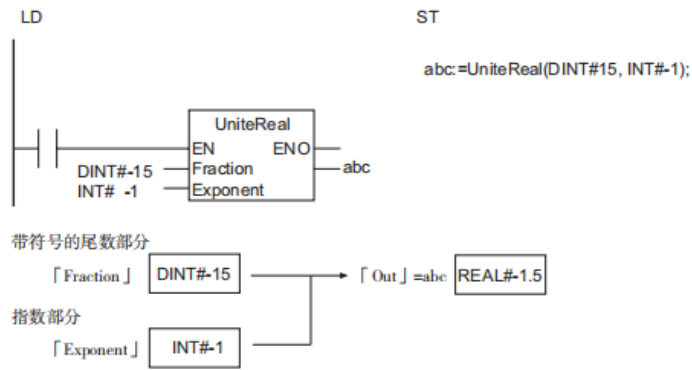 LD
ST
abc:=UniteReal(DINT#15, INT#-1);
UniteReal
EN ENO
DINT#-15 Fraction abc
INT# -1 Exponent
带符号的尾数部分
「Fraction」 DINT#-15 「Out」=abc REAL#-1.5
指数部分
「Exponent」 INT#-1